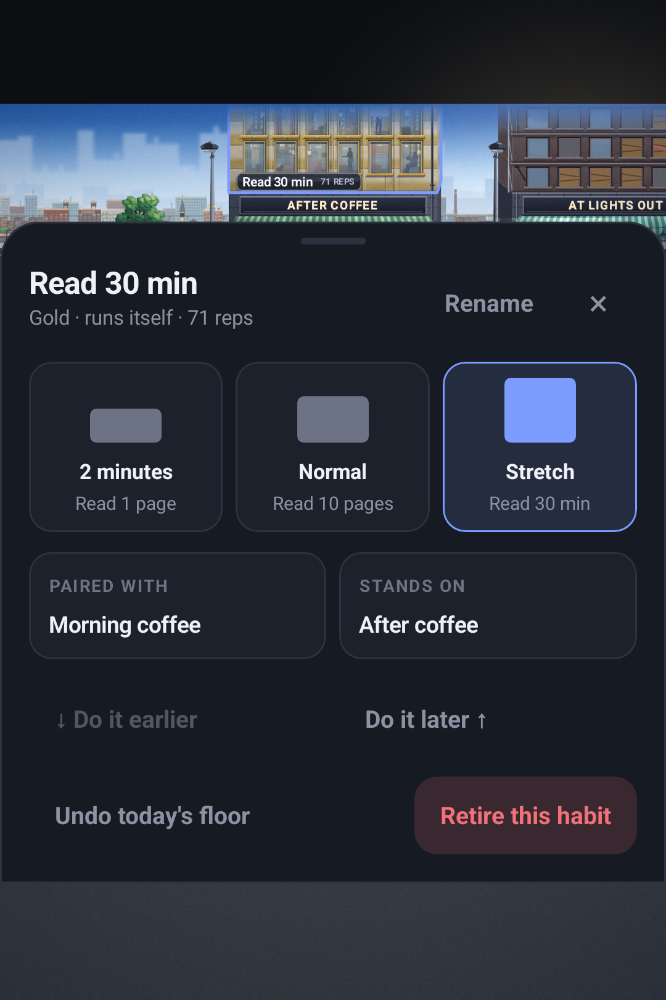 Read 30 min 71 REPS
AFTER COFFEE
AT LIGHTS OUT
Read 30 min
Gold · runs itself · 71 reps
Rename
×
2 minutes
Read 1 page
Normal
Read 10 pages
Stretch
Read 30 min
PAIRED WITH
Morning coffee
STANDS ON
After coffee
↓ Do it earlier
Do it later ↑
Undo today's floor
Retire this habit